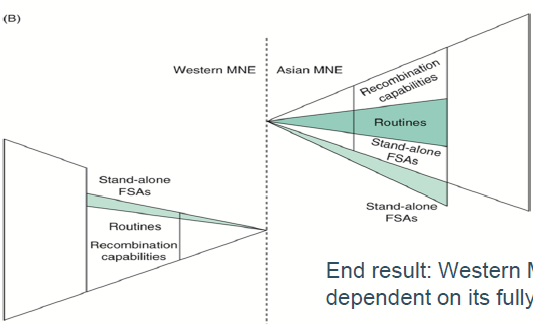 (B)
Western MNE
Asian MNE
Recombination
capabilities
Routines
Stand-alone
FSAs
Stand-alone
FSAs
Stand-alone
FSAs
Routines
Recombination
capabilities
End result: Western
dependent on its fully